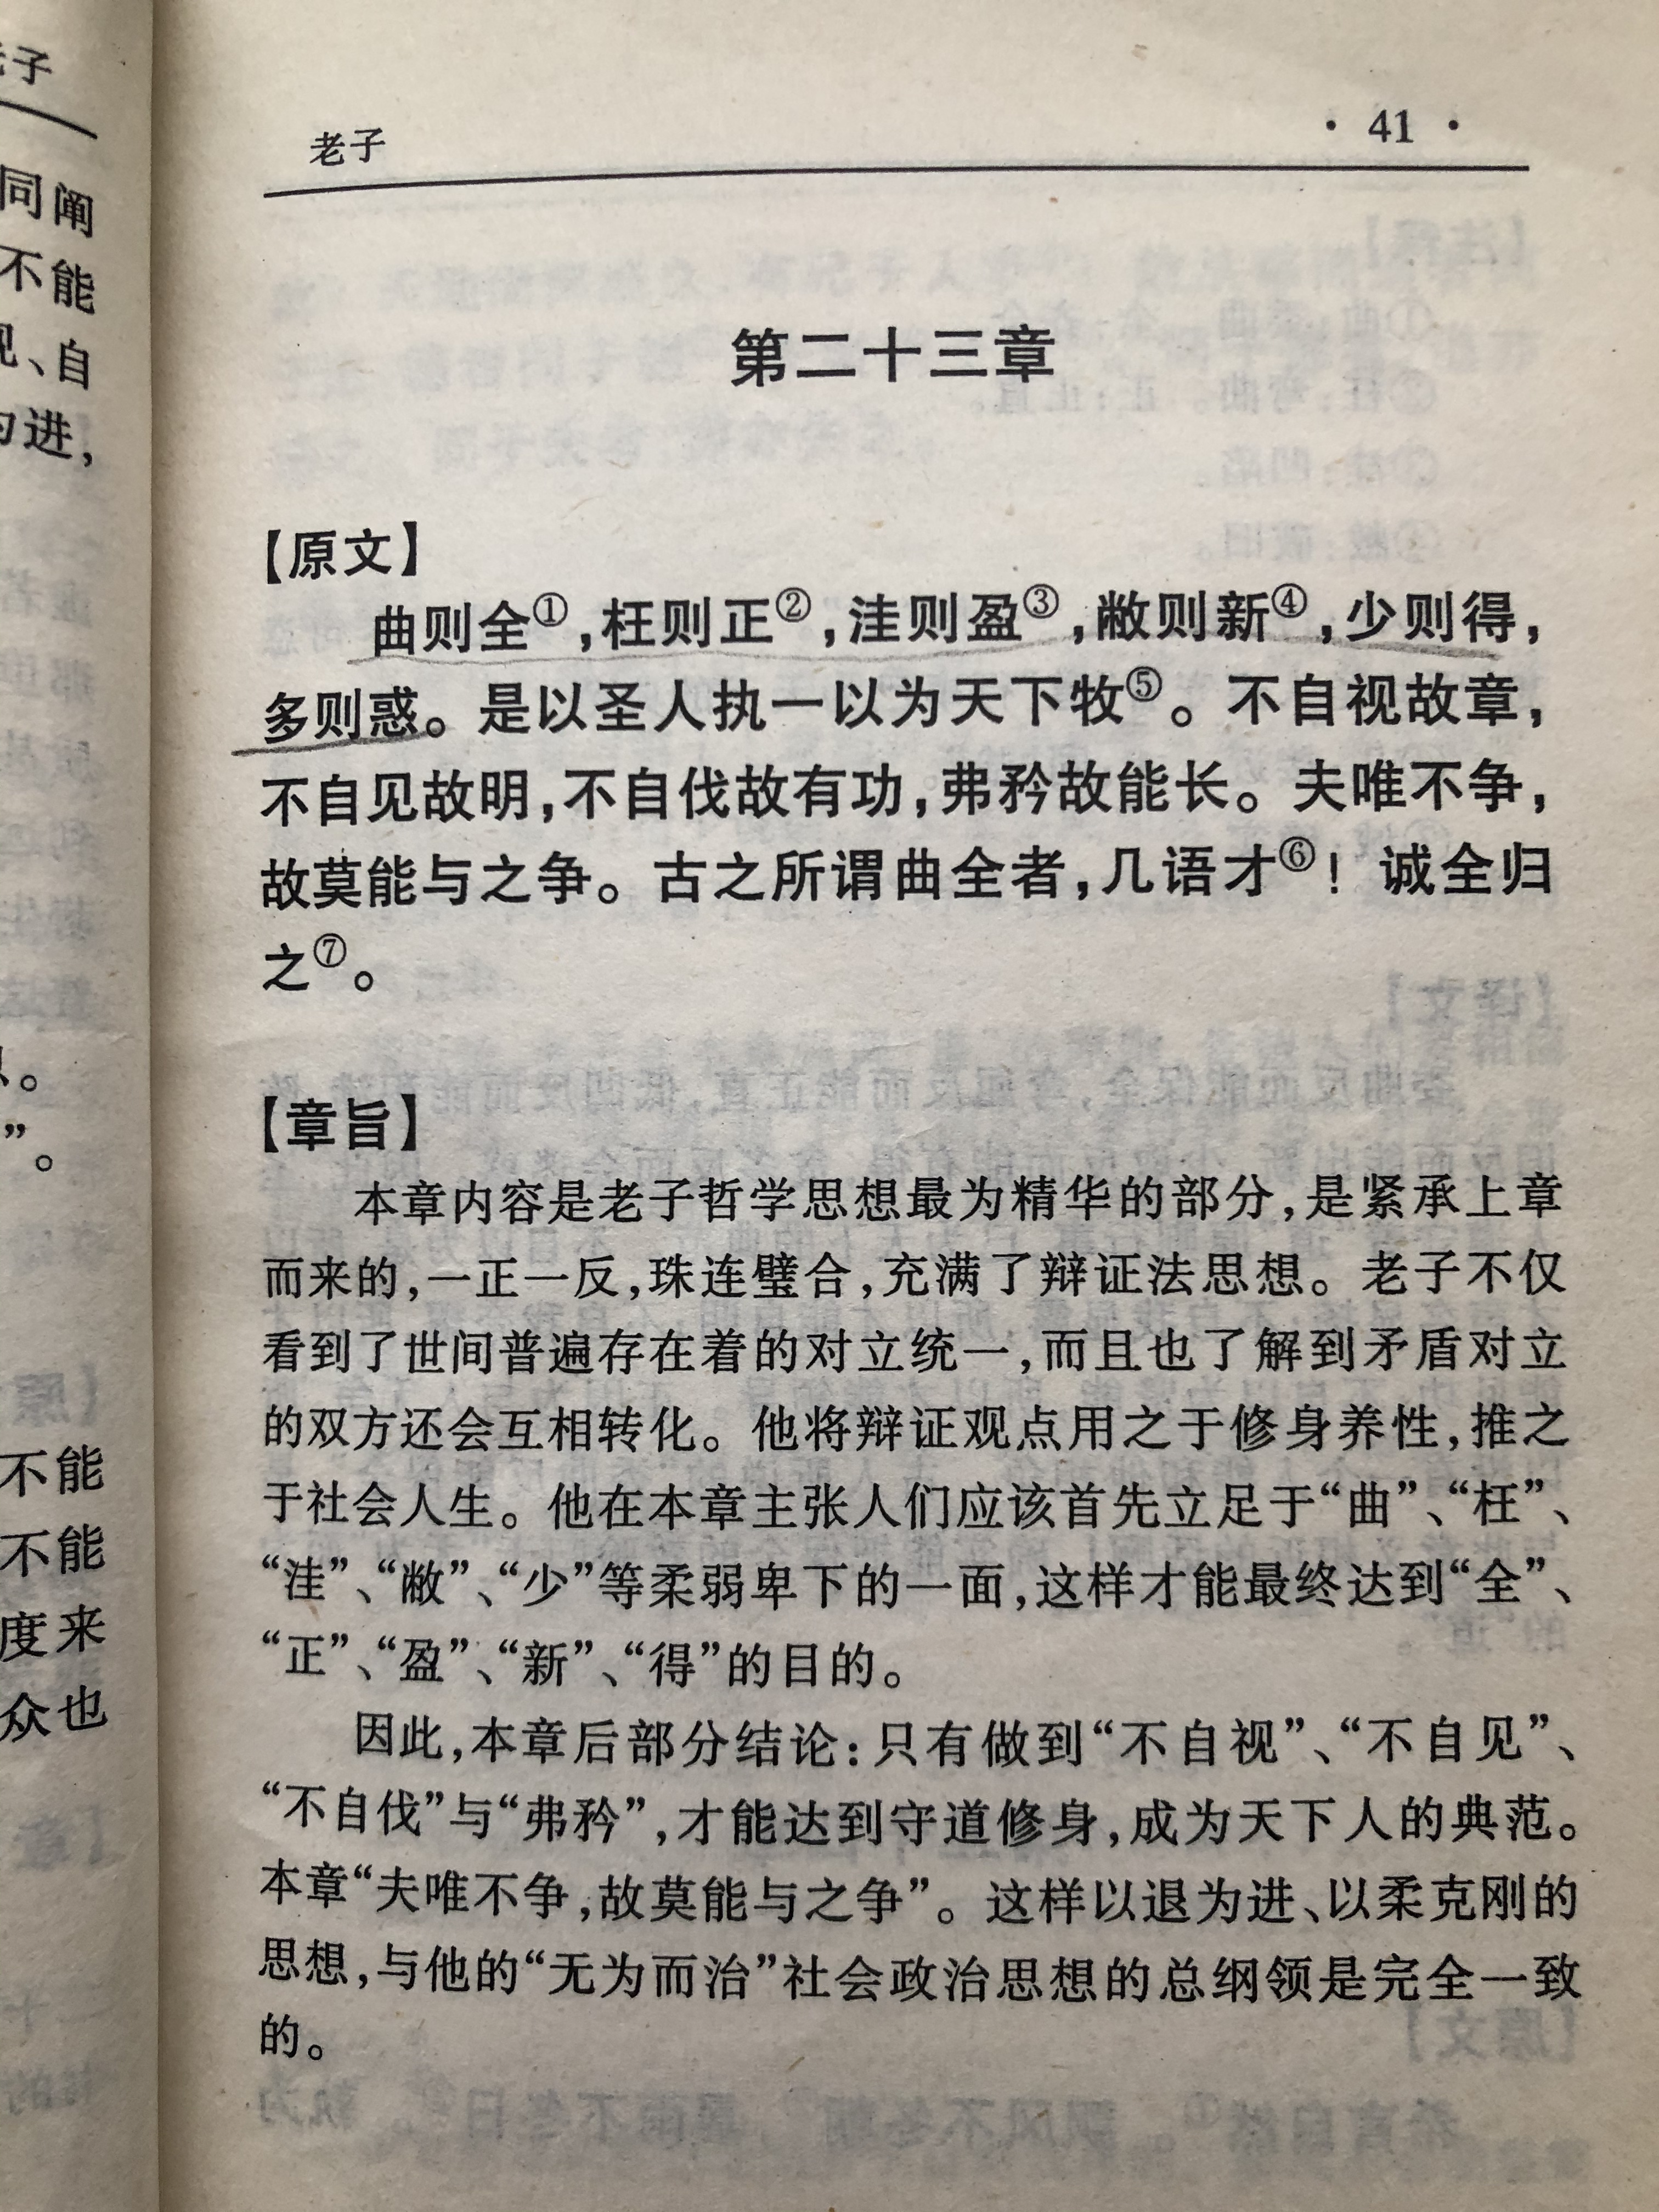 老子
· 41 ·
第二十三章
【原文】
曲则全①,枉则正②,洼则盈③,敝则新④,少则得,
多则惑。是以圣人执一以为天下牧⑤。不自视故章,
不自见故明,不自伐故有功,弗矜故能长。夫唯不争,
故莫能与之争。古之所谓曲全者,几语才⑥! 诚全归
之⑦。
【章旨】
本章内容是老子哲学思想最为精华的部分,是紧承上章
而来的,一正一反,珠连璧合,充满了辩证法思想。老子不仅
看到了世间普遍存在着的对立统一,而且也了解到矛盾对立
的双方还会互相转化。他将辩证观点用之于修身养性,推之
于社会人生。他在本章主张人们应该首先立足于“曲”、“枉”、
“洼”、“敝”、“少”等柔弱卑下的一面,这样才能最终达到“全”、
“正”、“盈”、“新”、“得”的目的。
因此,本章后部分结论:只有做到“不自视”、“不自见”、
“不自伐”与“弗矜”,才能达到守道修身,成为天下人的典范。
本章“夫唯不争,故莫能与之争”。这样以退为进、以柔克刚的
思想,与他的“无为而治”社会政治思想的总纲领是完全一致
的。